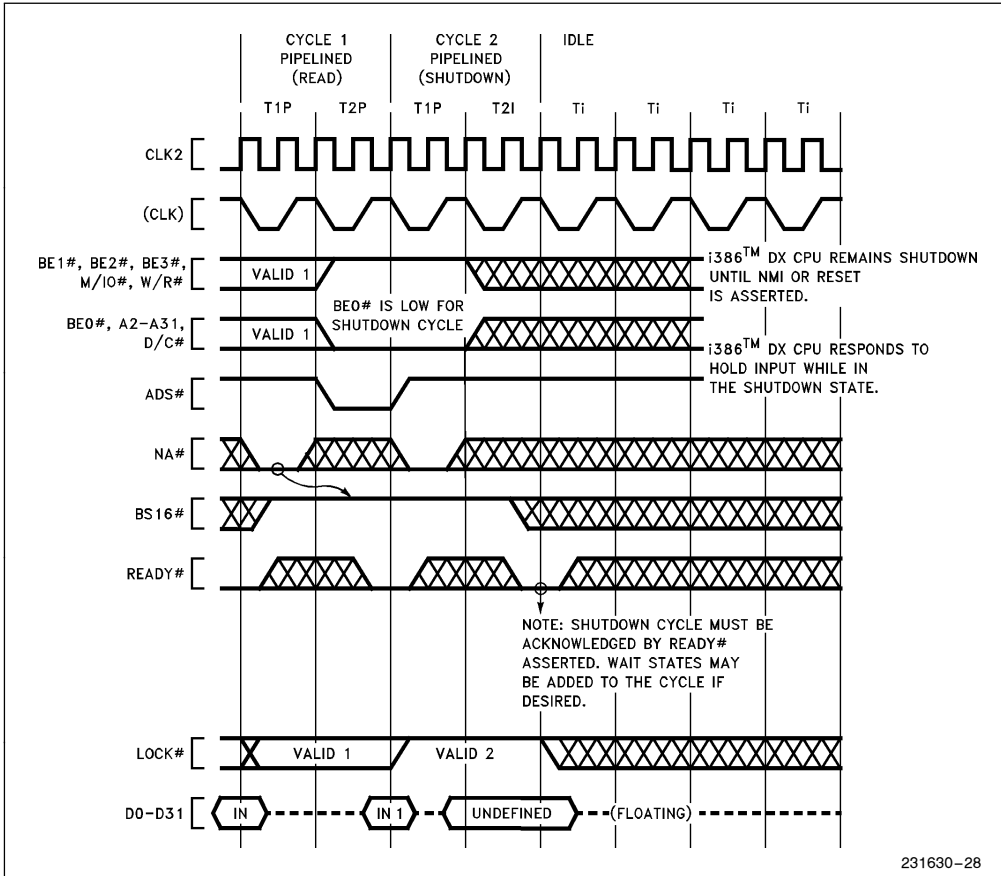 CYCLE 1
PIPELINED
(READ)
CYCLE 2
PIPELINED
(SHUTDOWN)
IDLE
T1P T2P T1P T2I Ti Ti Ti Ti
CLK2
(CLK)
BE1#, BE2#, BE3#,
M/IO#, W/R#
VALID 1
i386™ DX CPU REMAINS SHUTDOWN
UNTIL NMI OR RESET
IS ASSERTED.
BE0# IS LOW FOR
SHUTDOWN CYCLE
BE0#, A2-A31,
D/C#
VALID 1
i386™ DX CPU RESPONDS TO
HOLD INPUT WHILE IN
THE SHUTDOWN STATE.
ADS#
NA#
BS16#
READY#
NOTE: SHUTDOWN CYCLE MUST BE
ACKNOWLEDGED BY READY#
ASSERTED. WAIT STATES MAY
BE ADDED TO THE CYCLE IF
DESIRED.
LOCK# VALID 1 VALID 2
D0-D31 IN IN 1 UNDEFINED (FLOATING)
231630-28